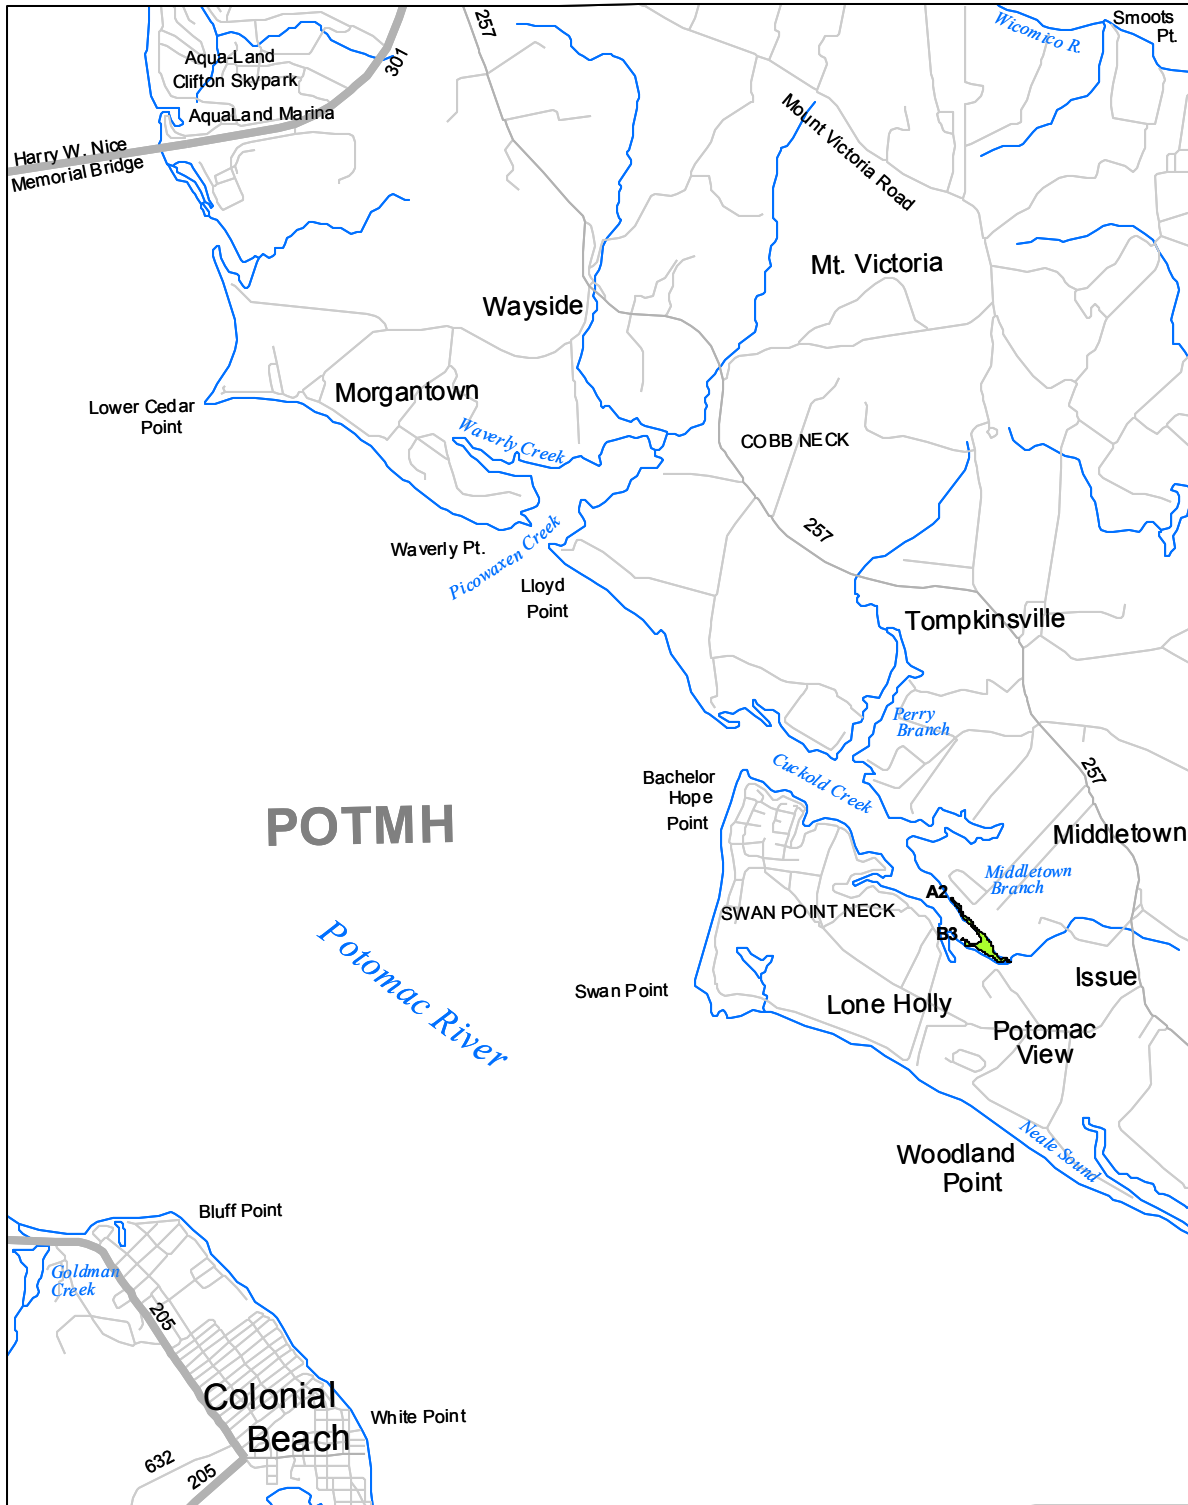 257
Wicomico R.
Smoots
Pt.
Aqua-Land
Clifton Skypark
301
AquaLand Marina
Mount Victoria Road
Harry W. Nice
Memorial Bridge
Mt. Victoria
Wayside
Morgantown
Lower Cedar
Point
Waverly Creek
COBB NECK
257
Waverly Pt.
Picowaxen Creek
Lloyd
Point
Tompkinsville
Perry
Branch
Cuckold Creek
257
Bachelor
Hope
Point
POTMH
Middletown
Middletown
Branch
A2
SWAN POINT NECK
B3
Potomac River
Swan Point
Issue
Lone Holly
Potomac
View
Neale Sound
Woodland
Point
Bluff Point
Goldman
Creek
205
Colonial
Beach
White Point
632
205